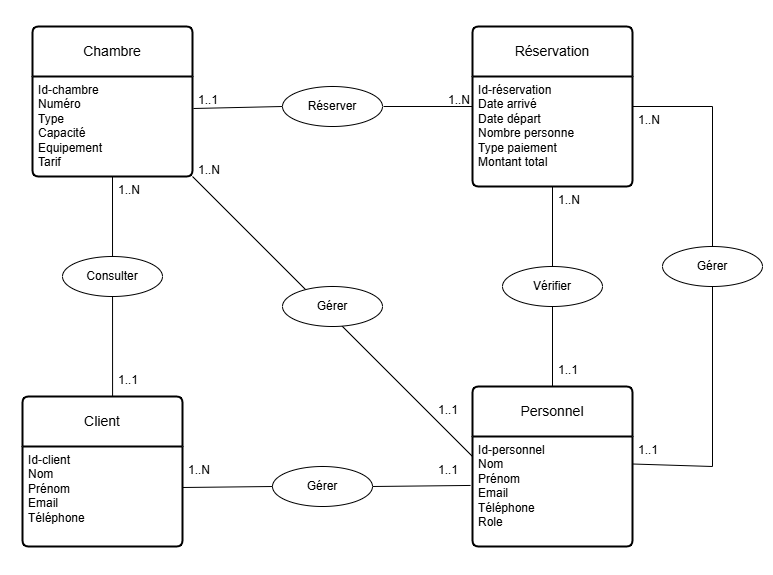 Chambre
Id-chambre
Numéro
Type
Capacité
Equipement
Tarif
1..1
Réserver
1..N
Réservation
Id-réservation
Date arrivé
Date départ
Nombre personne
Type paiement
Montant total
1..N
1..N
1..N
1..N
Consulter
Gérer
Vérifier
Gérer
1..1
1..1
1..1
1..1
Client
Id-client
Nom
Prénom
Email
Téléphone
1..N
Gérer
1..1
Personnel
Id-personnel
Nom
Prénom
Email
Téléphone
Role